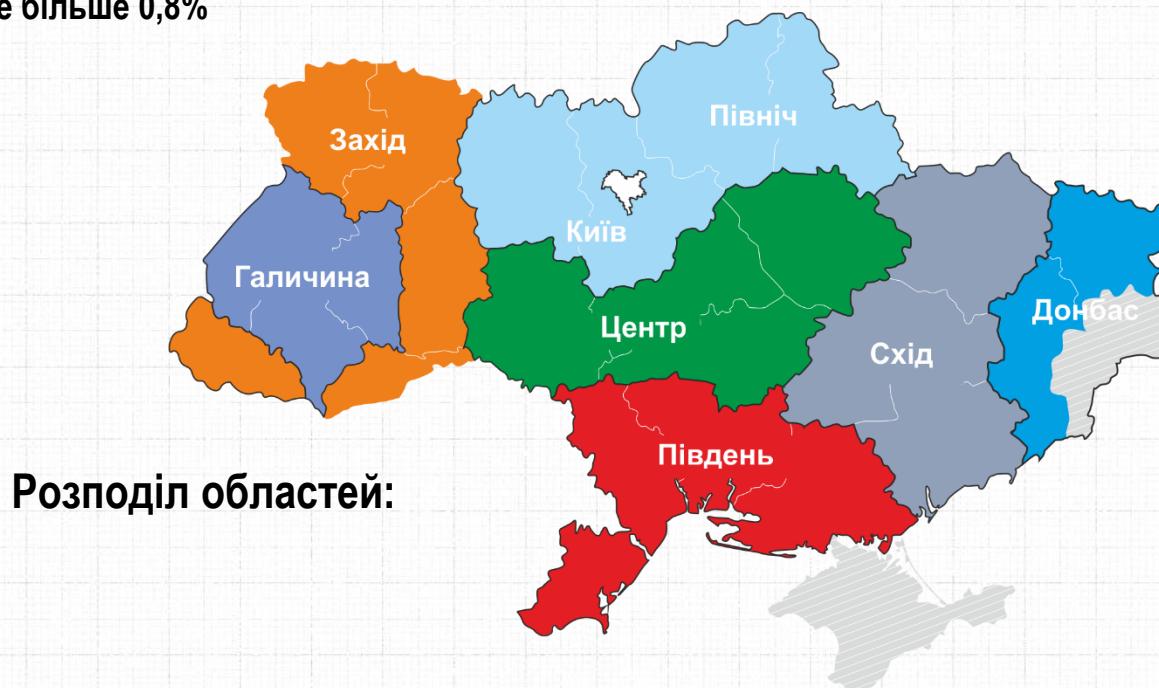 е більше 0,8%
Північ
Захід
Київ
Галичина
Донбас
Центр
Схід
Південь
Розподіл областей: